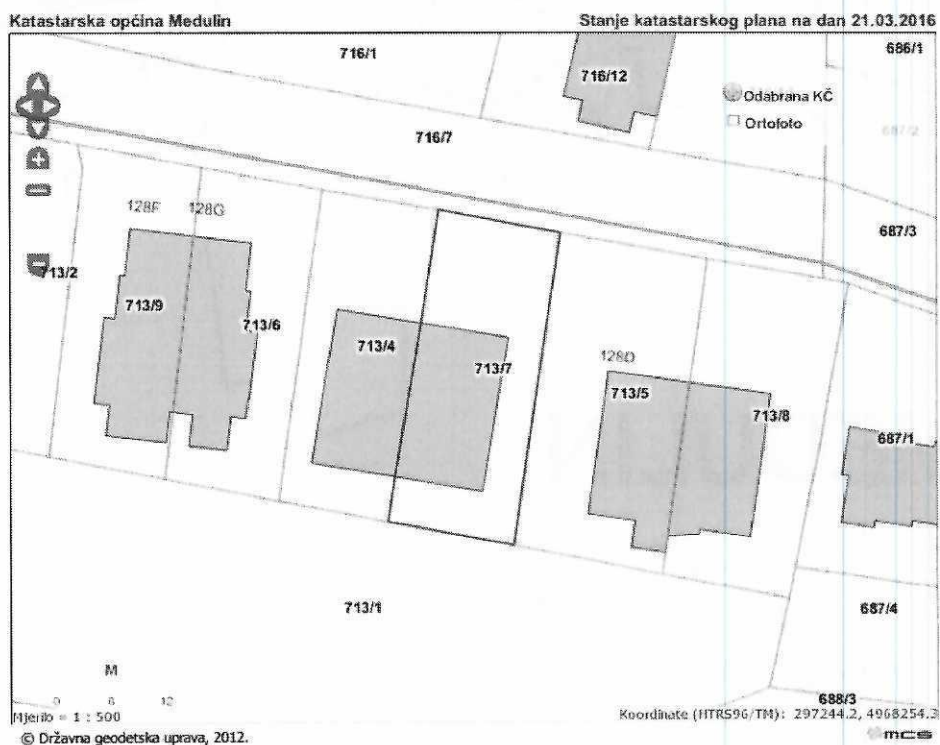 Katastarska općina Medulin
Stanje katastarskog plana na dan 21.03.2016
716/1
686/1
716/12
Odabrana KČ
Ortofoto
716/7
687/2
128F
128G
687/3
713/2
713/9
713/6
713/4
713/7
128D
713/5
713/8
687/1
713/1
687/4
M
0 6 12
688/3
Mjerilo = 1 : 500
Koordinate (HTRS96/TM): 297244.2, 4968254.3
© Državna geodetska uprava, 2012.
mcs